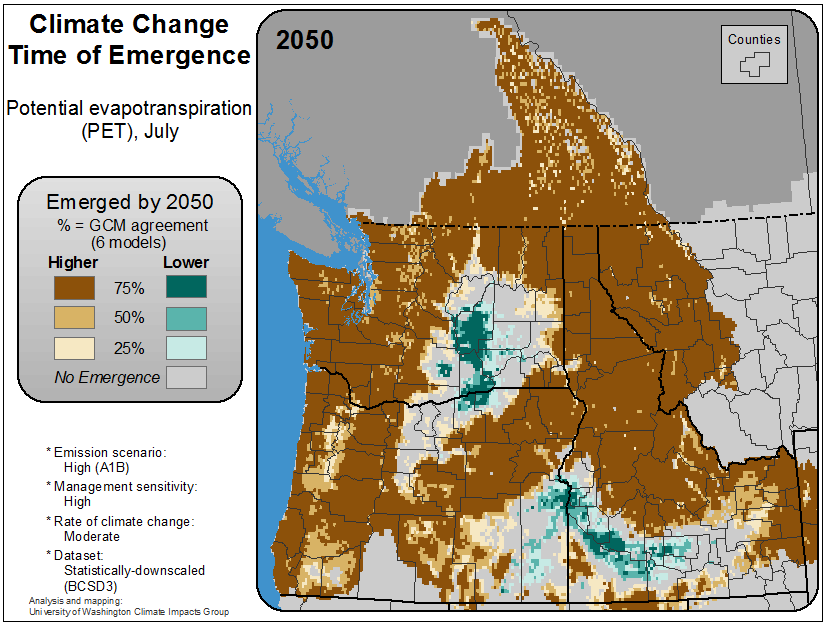 Climate Change
Time of Emergence
Potential evapotranspiration
(PET), July
Emerged by 2050
% = GCM agreement
(6 models)
Higher Lower
75%
50%
25%
No Emergence
* Emission scenario:
High (A1B)
* Management sensitivity:
High
* Rate of climate change:
Moderate
* Dataset:
Statistically-downscaled
(BCSD3)
Analysis and mapping:
University of Washington Climate Impacts Group
2050
Counties